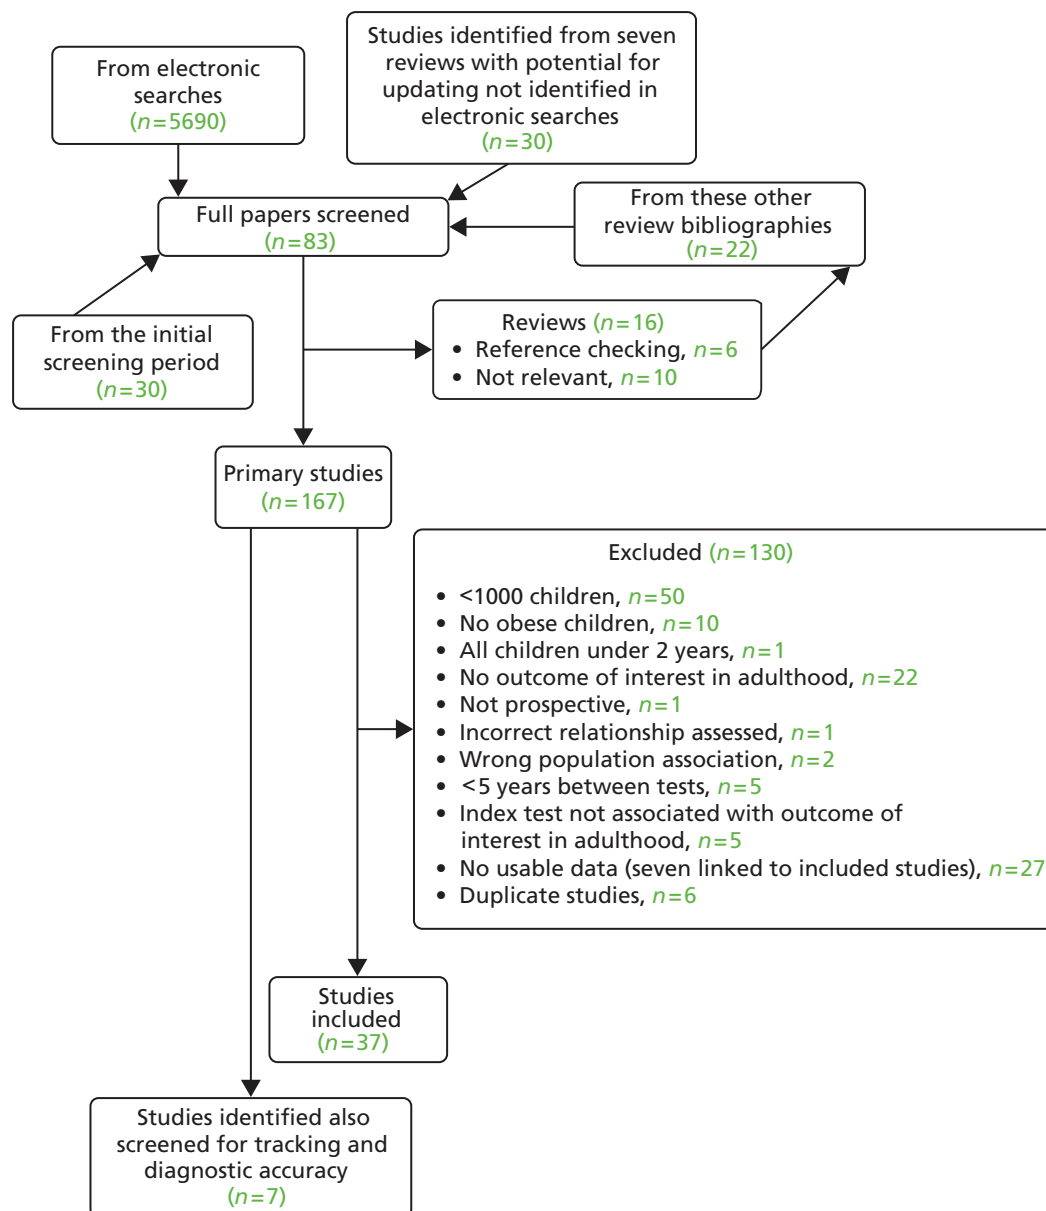 From electronic
searches
(n=5690)
Studies identified from seven
reviews with potential for
updating not identified in
electronic searches
(n=30)
Full papers screened
(n=83)
From these other
review bibliographies
(n=22)
From the initial
screening period
(n=30)
Reviews (n=16)
• Reference checking, n=6
• Not relevant, n=10
Primary studies
(n=167)
Excluded (n=130)
• <1000 children, n=50
• No obese children, n=10
• All children under 2 years, n=1
• No outcome of interest in adulthood, n=22
• Not prospective, n=1
• Incorrect relationship assessed, n=1
• Wrong population association, n=2
• <5 years between tests, n=5
• Index test not associated with outcome of
interest in adulthood, n=5
• No usable data (seven linked to included studies), n=27
• Duplicate studies, n=6
Studies
included
(n=37)
Studies identified also
screened for tracking and
diagnostic accuracy
(n=7)